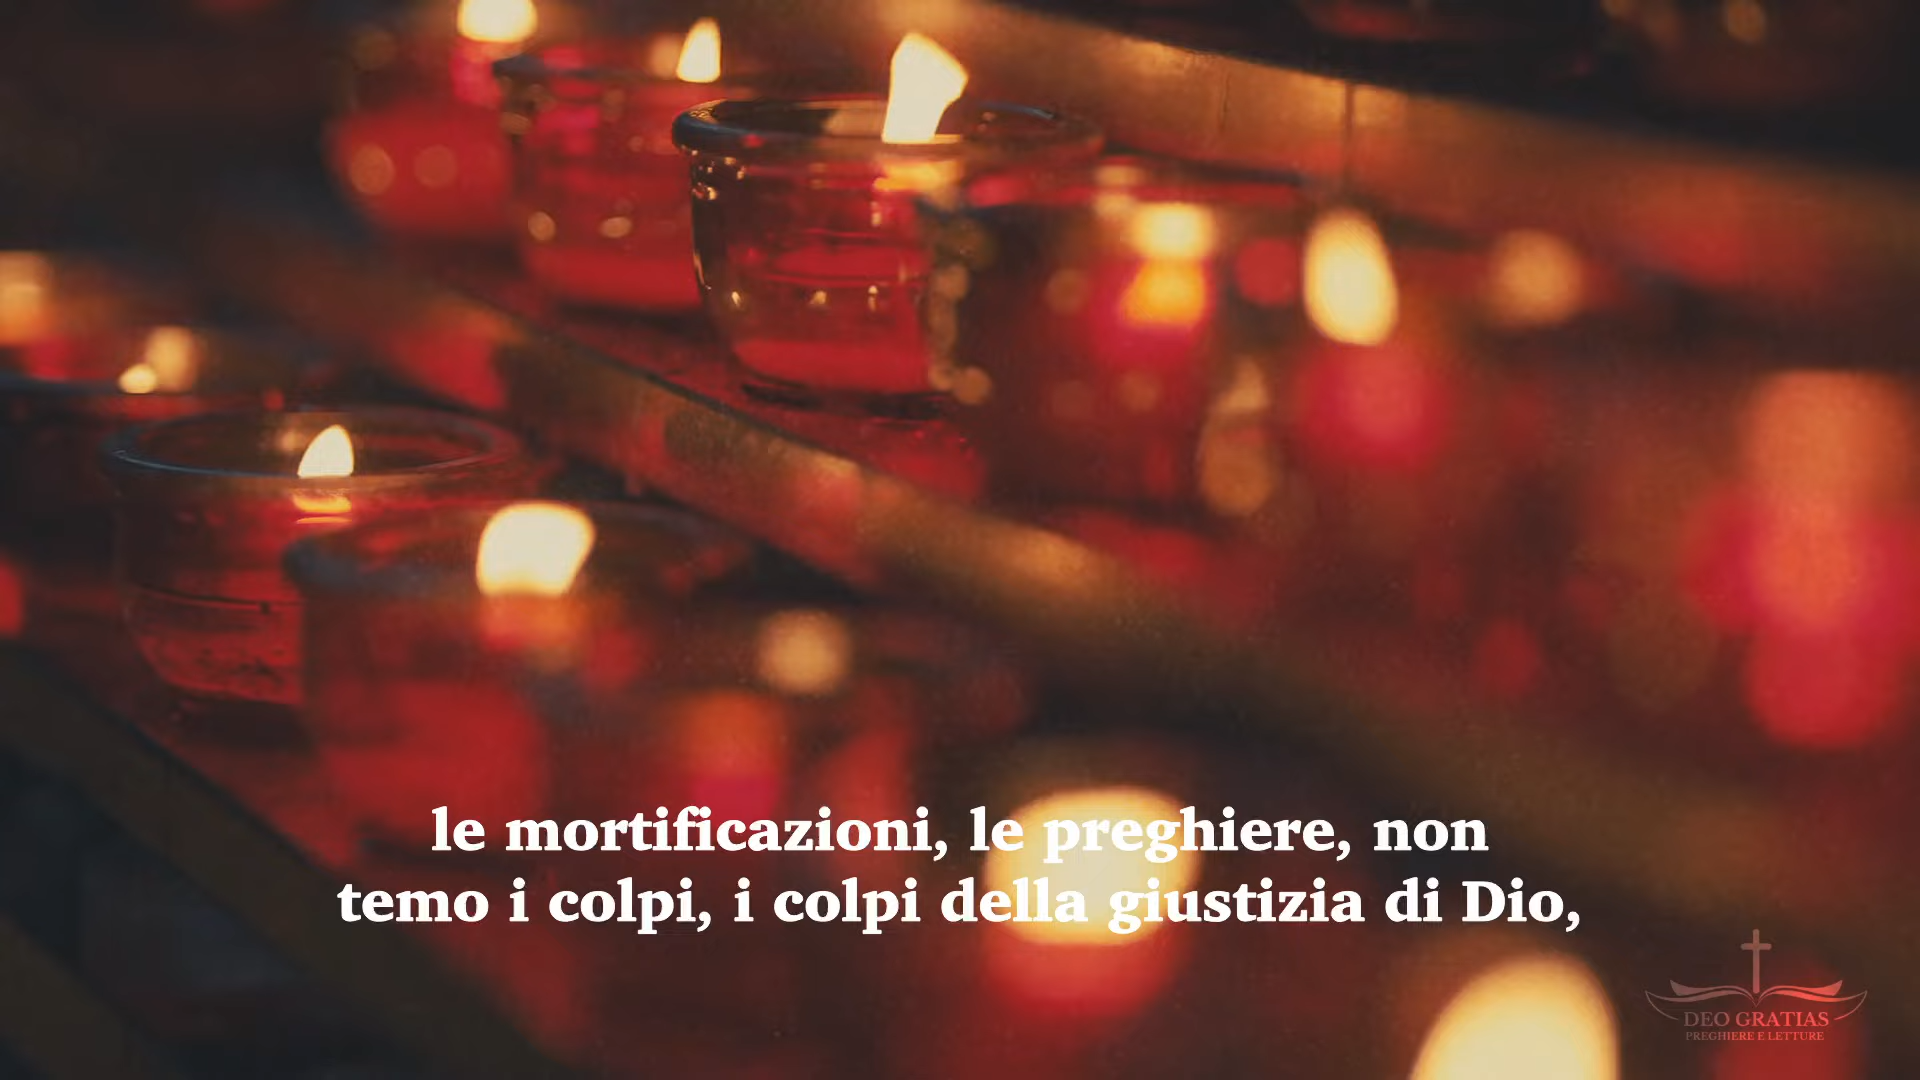 le mortificazioni, le preghiere, non
temo i colpi, i colpi della giustizia di Dio,
DEO GRATIAS
PREGHIERE E LETTURE